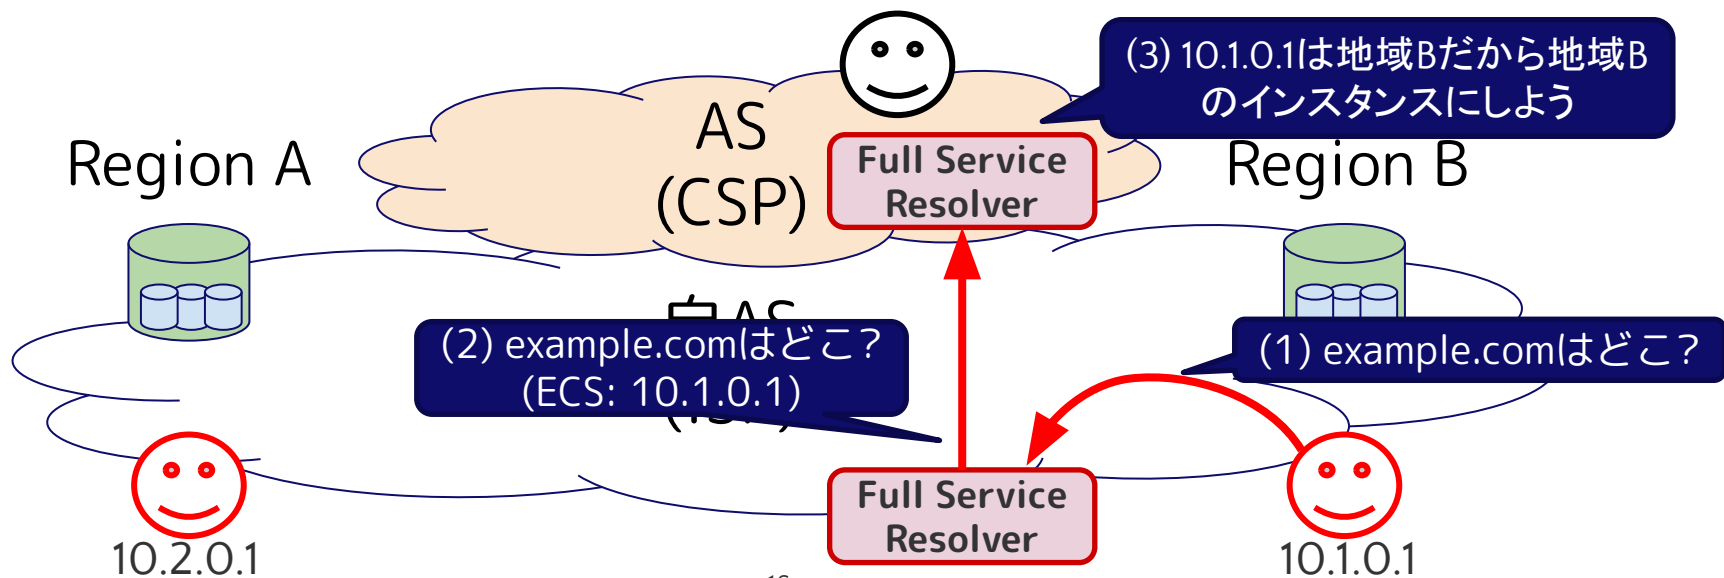 (3) 10.1.0.1は地域Bだから地域B
のインスタンスにしよう
AS
(CSP)
Full Service
Resolver
Region A
Region B
(2) example.comはどこ?
(ECS: 10.1.0.1)
(1) example.comはどこ?
Full Service
Resolver
10.2.0.1
10.1.0.1